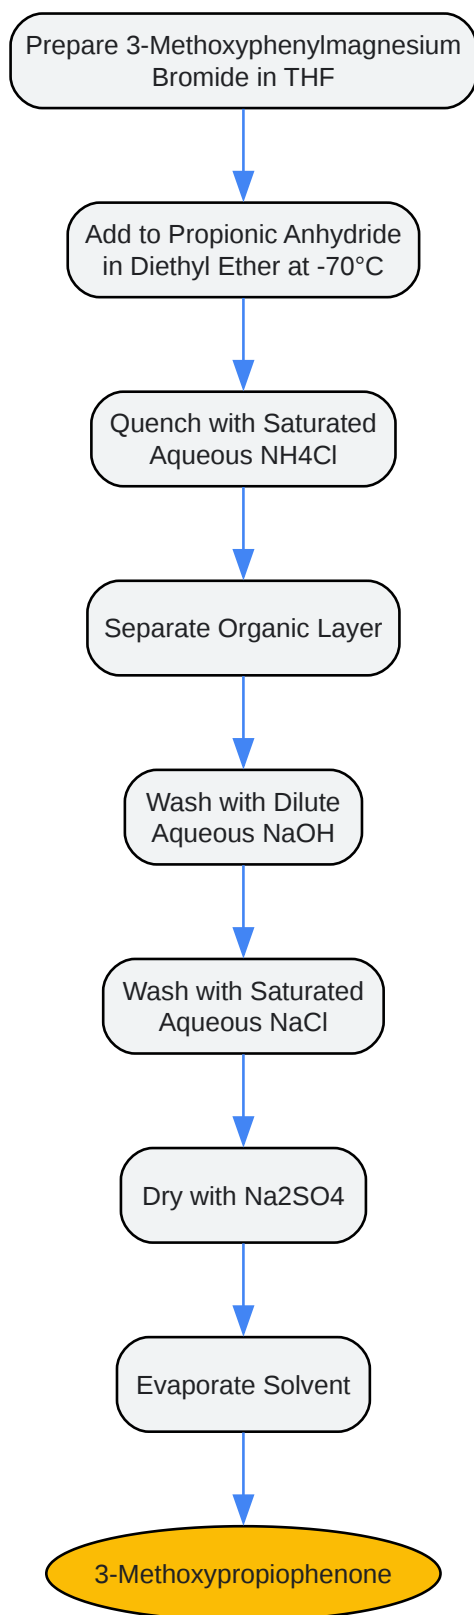 Prepare 3-Methoxyphenylmagnesium
Bromide in THF
Add to Propionic Anhydride
in Diethyl Ether at -70°C
Quench with Saturated
Aqueous NH4Cl
Separate Organic Layer
Wash with Dilute
Aqueous NaOH
Wash with Saturated
Aqueous NaCl
Dry with Na2SO4
Evaporate Solvent
3-Methoxypropiophenone